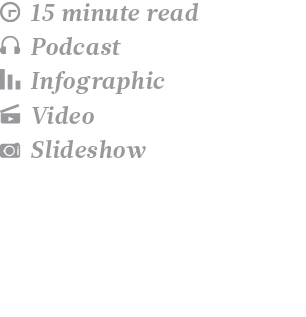 15 minute read
Podcast
Infographic
Video
Slideshow